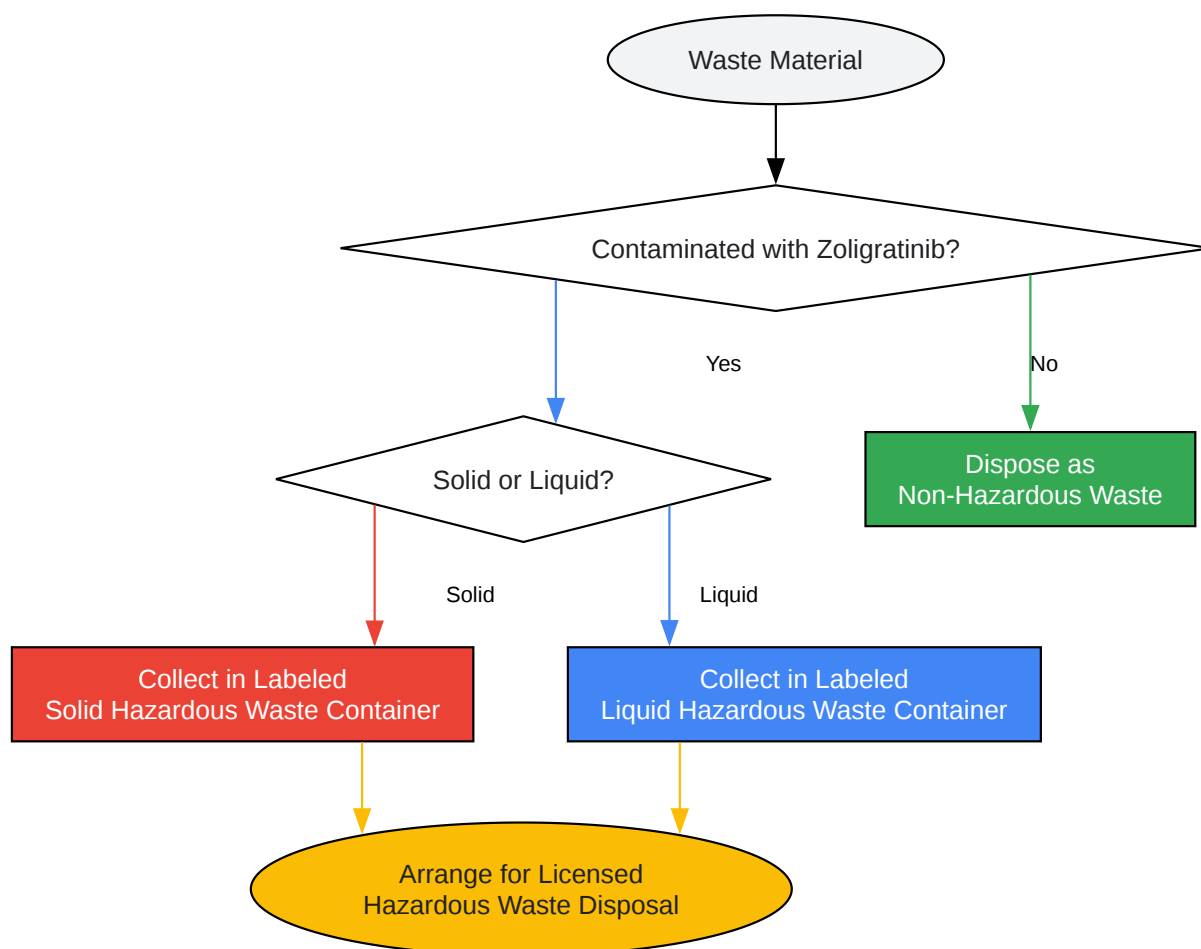 Waste Material
Contaminated with Zoligratinib?
Yes
No
Solid or Liquid?
Dispose as
Non-Hazardous Waste
Solid
Liquid
Collect in Labeled
Solid Hazardous Waste Container
Collect in Labeled
Liquid Hazardous Waste Container
Arrange for Licensed
Hazardous Waste Disposal